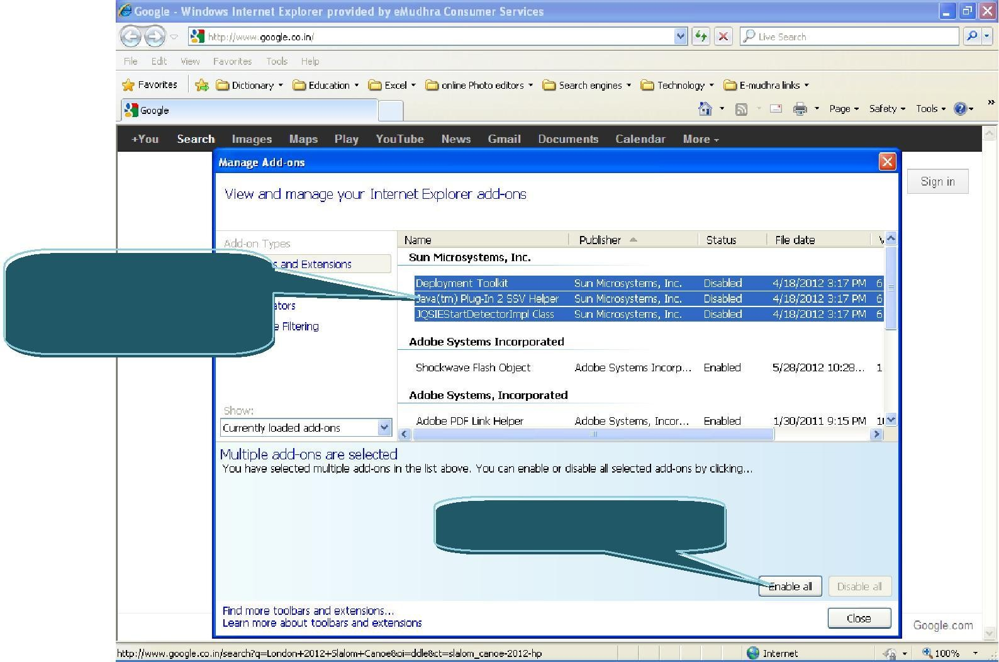 Google - Windows Internet Explorer provided by eMudhra Consumer Services
http://www.google.co.in/
Live Search
File Edit View Favorites Tools Help
Favorites Dictionary Education Excel online Photo editors Search engines Technology E-mudhra links
Google
Page Safety Tools
+You Search Images Maps Play YouTube News Gmail Documents Calendar More
Manage Add-ons
Sign in
View and manage your Internet Explorer add-ons
Add-on Types
Name Publisher Status File date V
Sun Microsystems, Inc.
s and Extensions
Deployment Toolkit Sun Microsystems, Inc. Disabled 4/18/2012 3:17 PM 6
Java(tm) Plug-In 2 SSV Helper Sun Microsystems, Inc. Disabled 4/18/2012 3:17 PM 6
ators
JQSIEStartDetectorImpl Class Sun Microsystems, Inc. Disabled 4/18/2012 3:17 PM 6
e Filtering
Adobe Systems Incorporated
Shockwave Flash Object Adobe Systems Incorp... Enabled 5/28/2012 10:28... 1
Adobe Systems, Incorporated
Show:
Adobe PDF Link Helper Adobe Systems, Incor... Enabled 1/30/2011 9:15 PM 1
Currently loaded add-ons
Multiple add-ons are selected
You have selected multiple add-ons in the list above. You can enable or disable all selected add-ons by clicking...
Enable all Disable all
Find more toolbars and extensions...
Learn more about toolbars and extensions
Close
Google.com
http://www.google.co.in/search?q=London+2012+Slalom+Canoe&oi=ddle&ct=slalom_canoe-2012-hp
Internet 100%